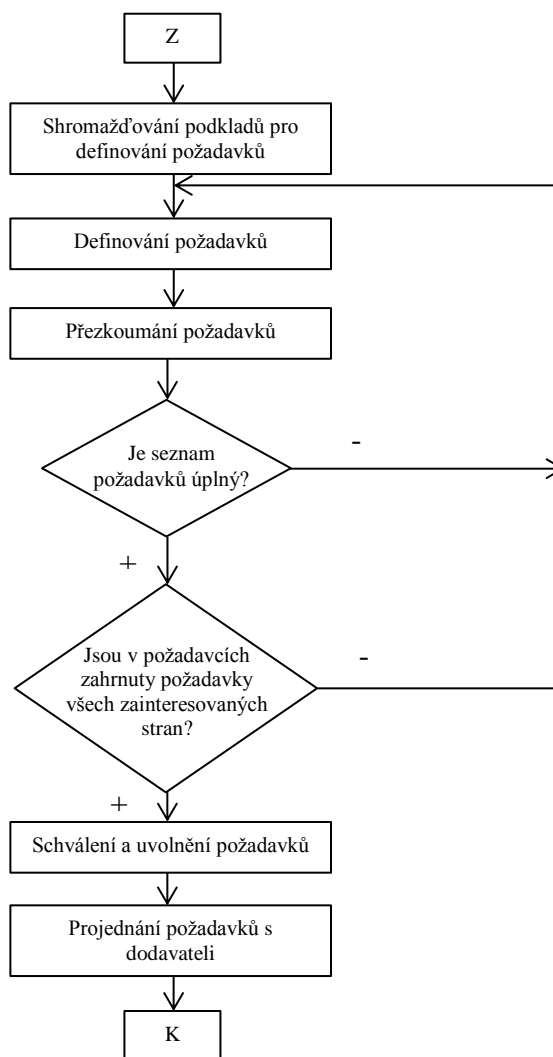 Z
Shromažďování podkladů pro
definování požadavků
Definování požadavků
Přezkoumání požadavků
Je seznam
požadavků úplný?
-
+
Jsou v požadavcích
zahrnuty požadavky
všech zainteresovaných
stran?
-
+
Schválení a uvolnění požadavků
Projednání požadavků s
dodavateli
K